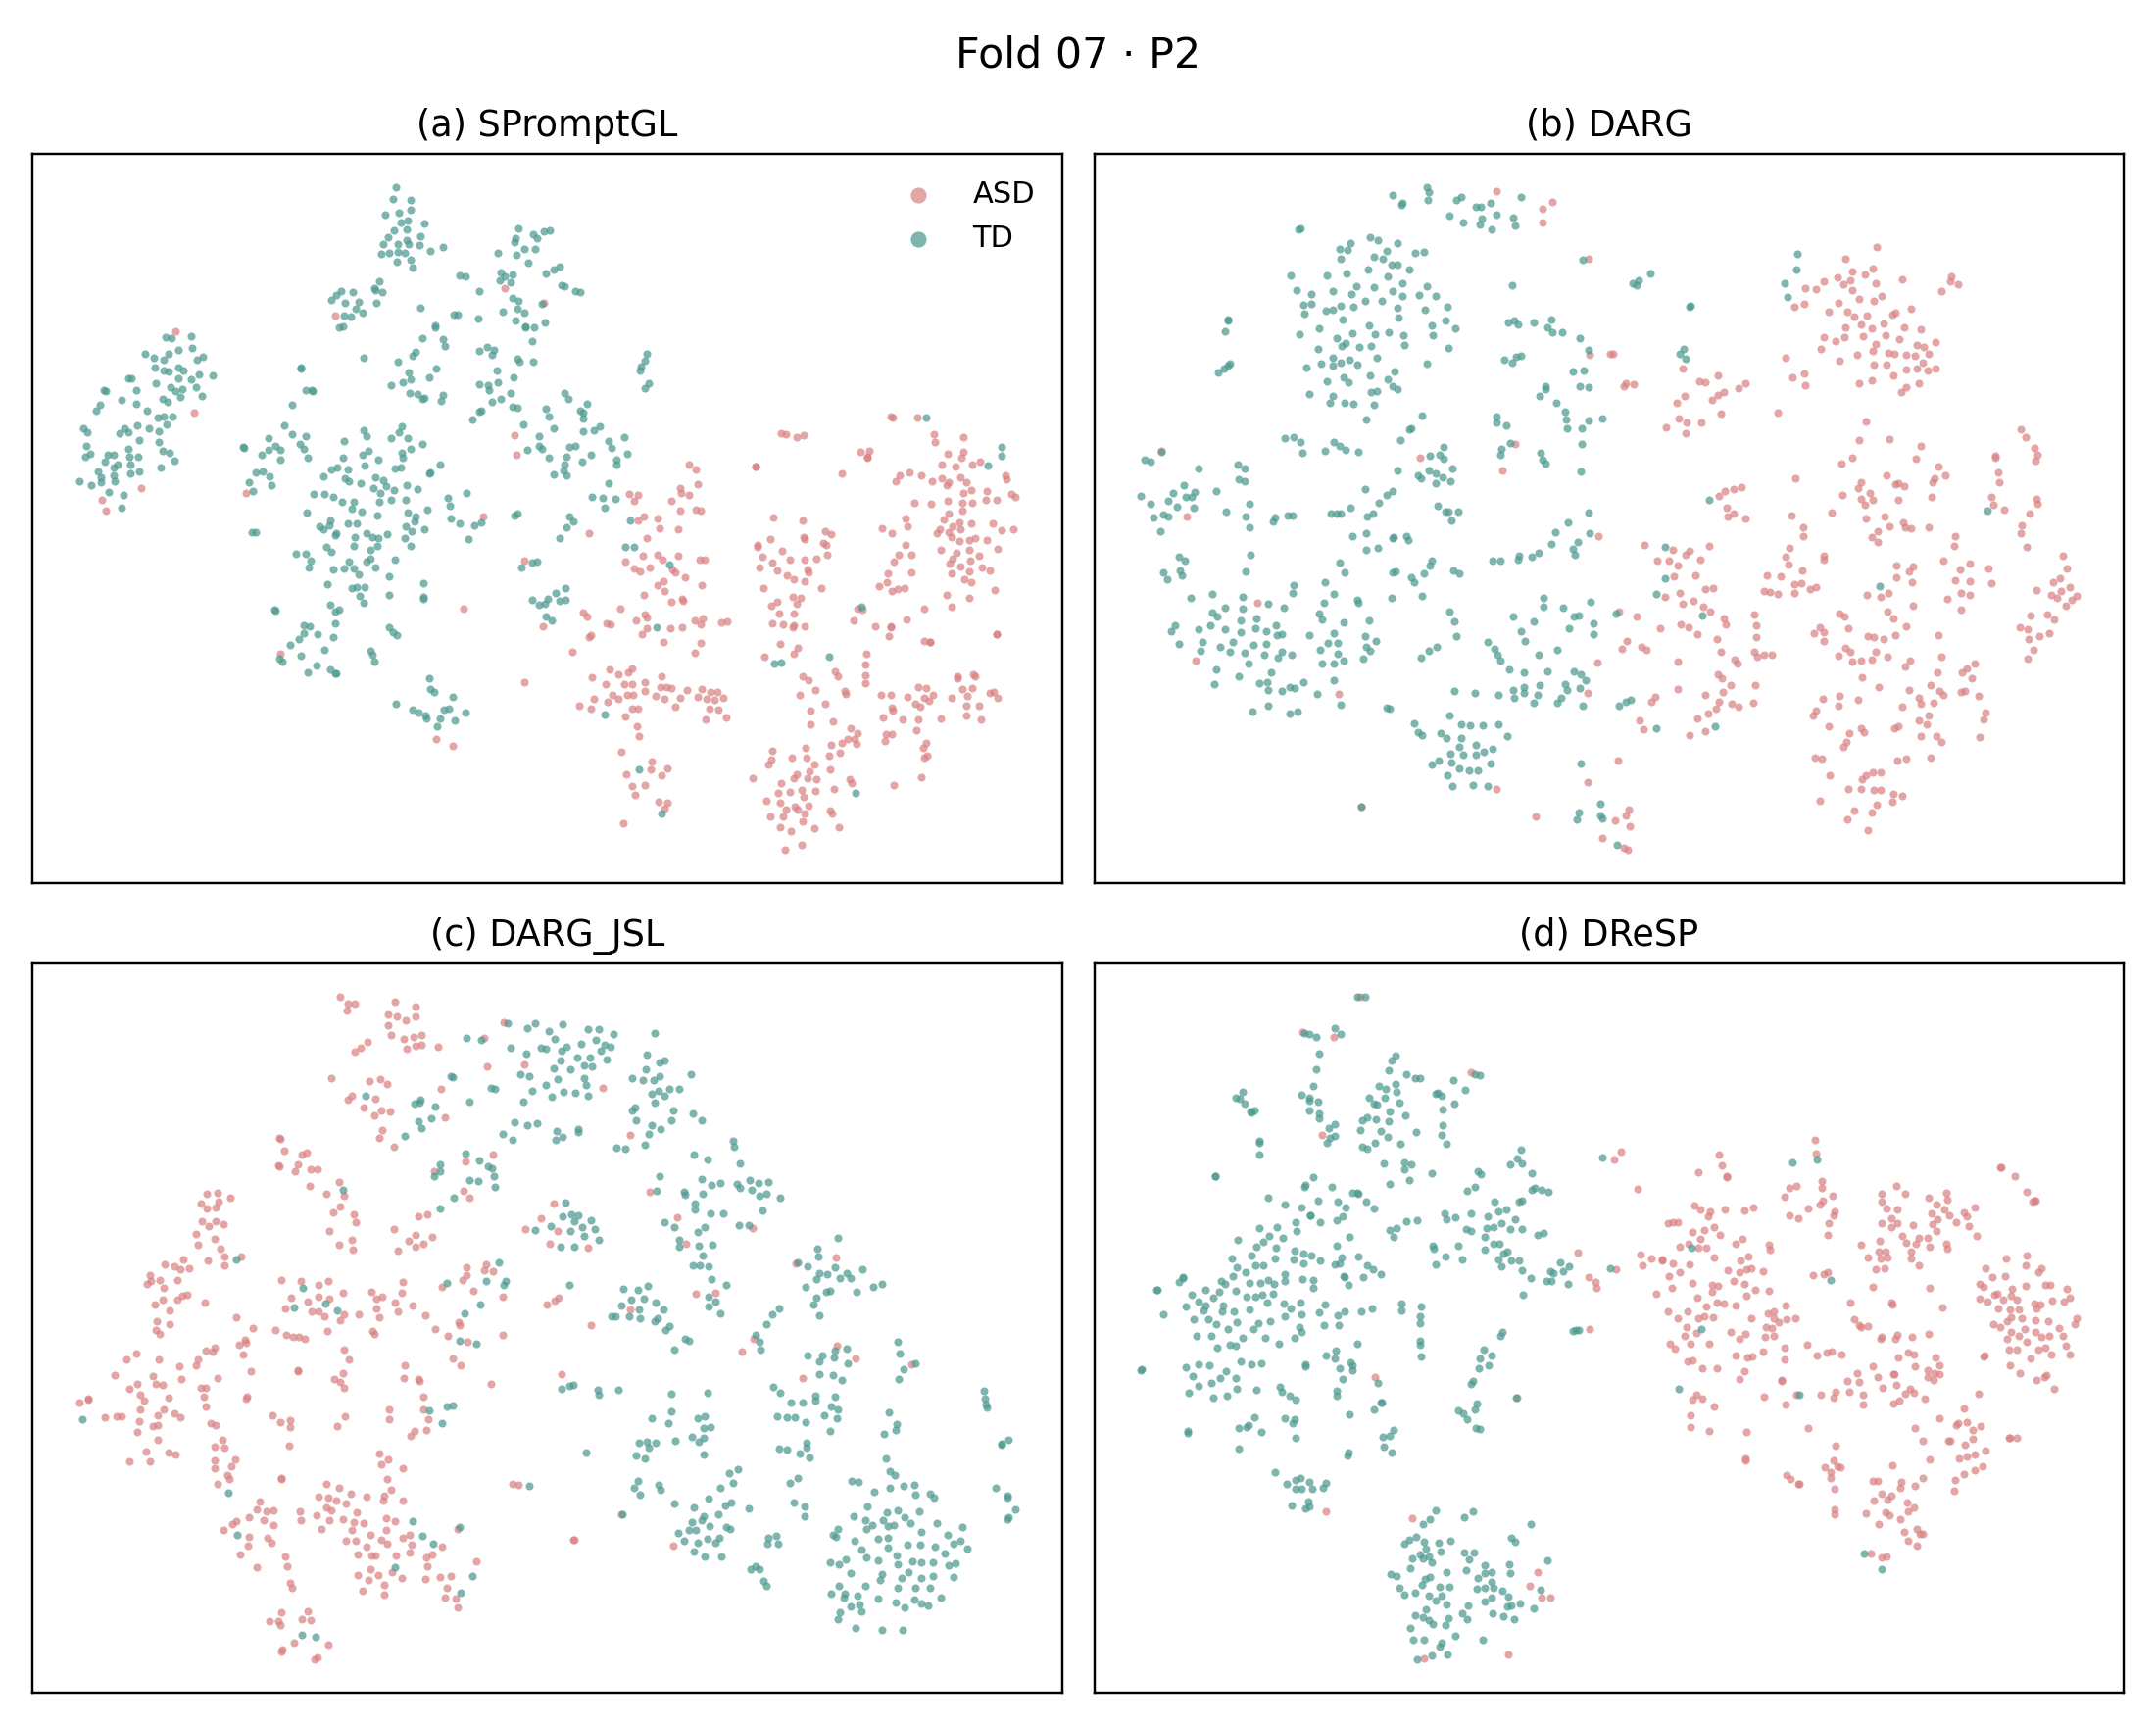 Fold 07 · P2
(a) SPromptGL
(b) DARG
ASD
TD
(c) DARG_JSL
(d) DReSP